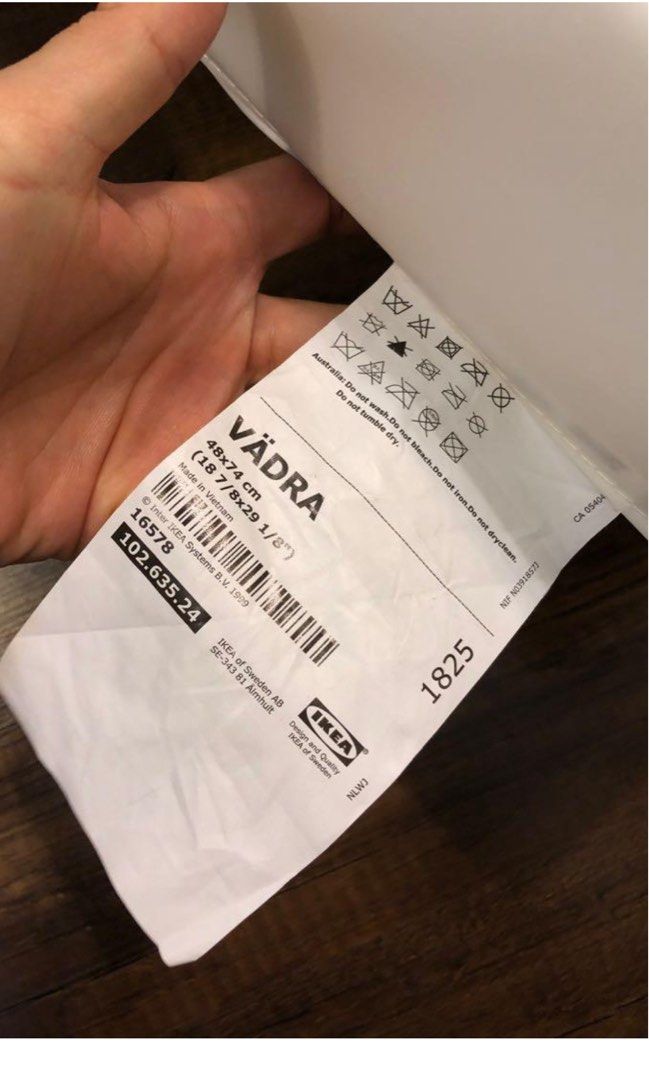 Australia: Do not wash.Do not bleach.Do not iron.Do not dryclean.
Do not tumble dry.
CA 05404
NIF N0391857J
VÄDRA
48x74 cm
(18 7/8x29 1/8")
Made in Vietnam
© Inter IKEA Systems B.V. 1999
16578
102.635.24
1825
IKEA of Sweden AB
SE-343 81 Älmhult
IKEA®
Design and Quality
IKEA of Sweden
NLWJ